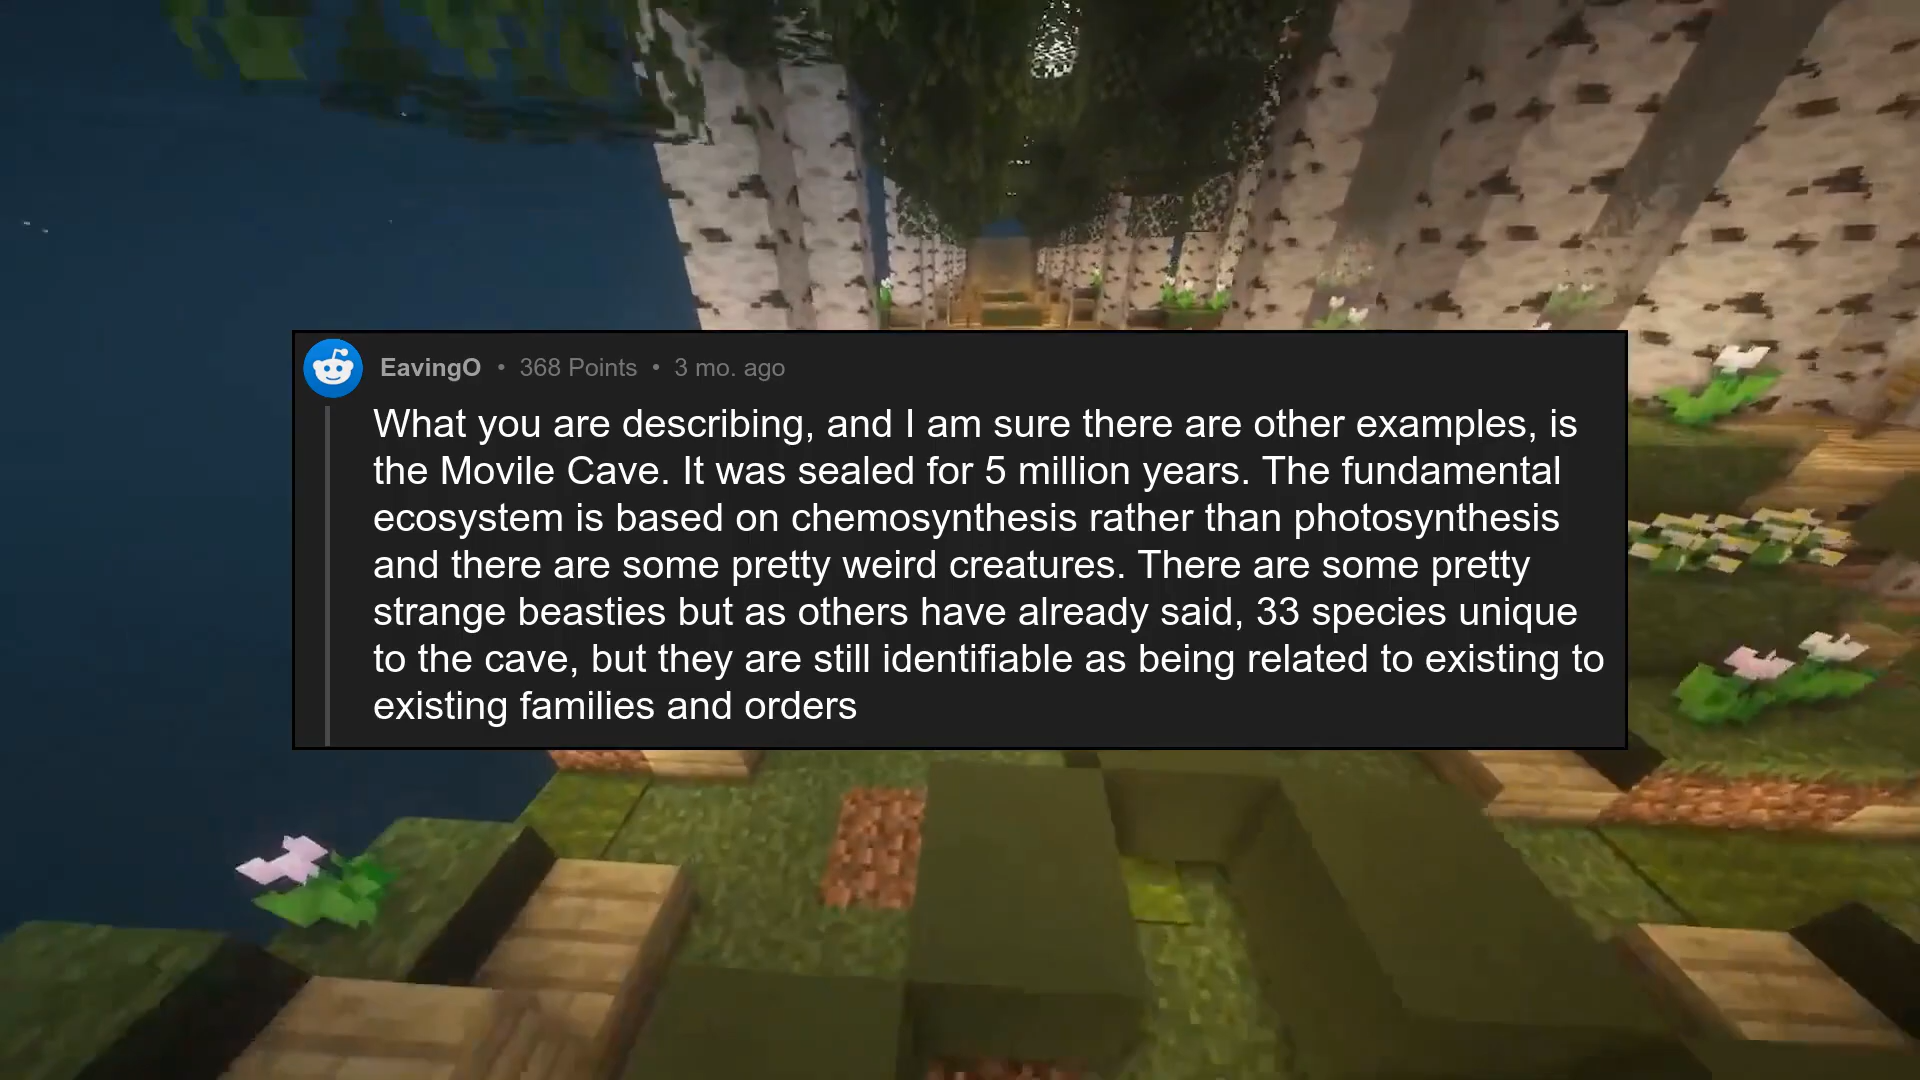 EavingO • 368 Points • 3 mo. ago
What you are describing, and I am sure there are other examples, is
the Movile Cave. It was sealed for 5 million years. The fundamental
ecosystem is based on chemosynthesis rather than photosynthesis
and there are some pretty weird creatures. There are some pretty
strange beasties but as others have already said, 33 species unique
to the cave, but they are still identifiable as being related to existing to
existing families and orders